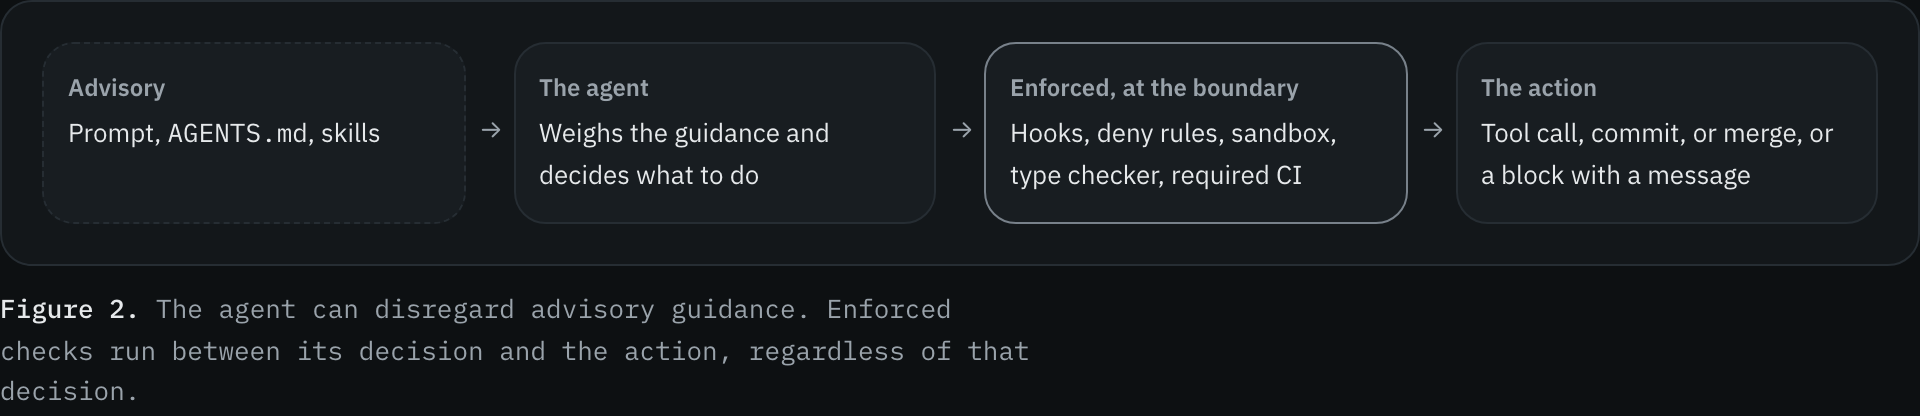 Advisory
Prompt, AGENTS.md, skills
→
The agent
Weighs the guidance and
decides what to do
→
Enforced, at the boundary
Hooks, deny rules, sandbox,
type checker, required CI
→
The action
Tool call, commit, or merge, or
a block with a message
Figure 2. The agent can disregard advisory guidance. Enforced
checks run between its decision and the action, regardless of that
decision.